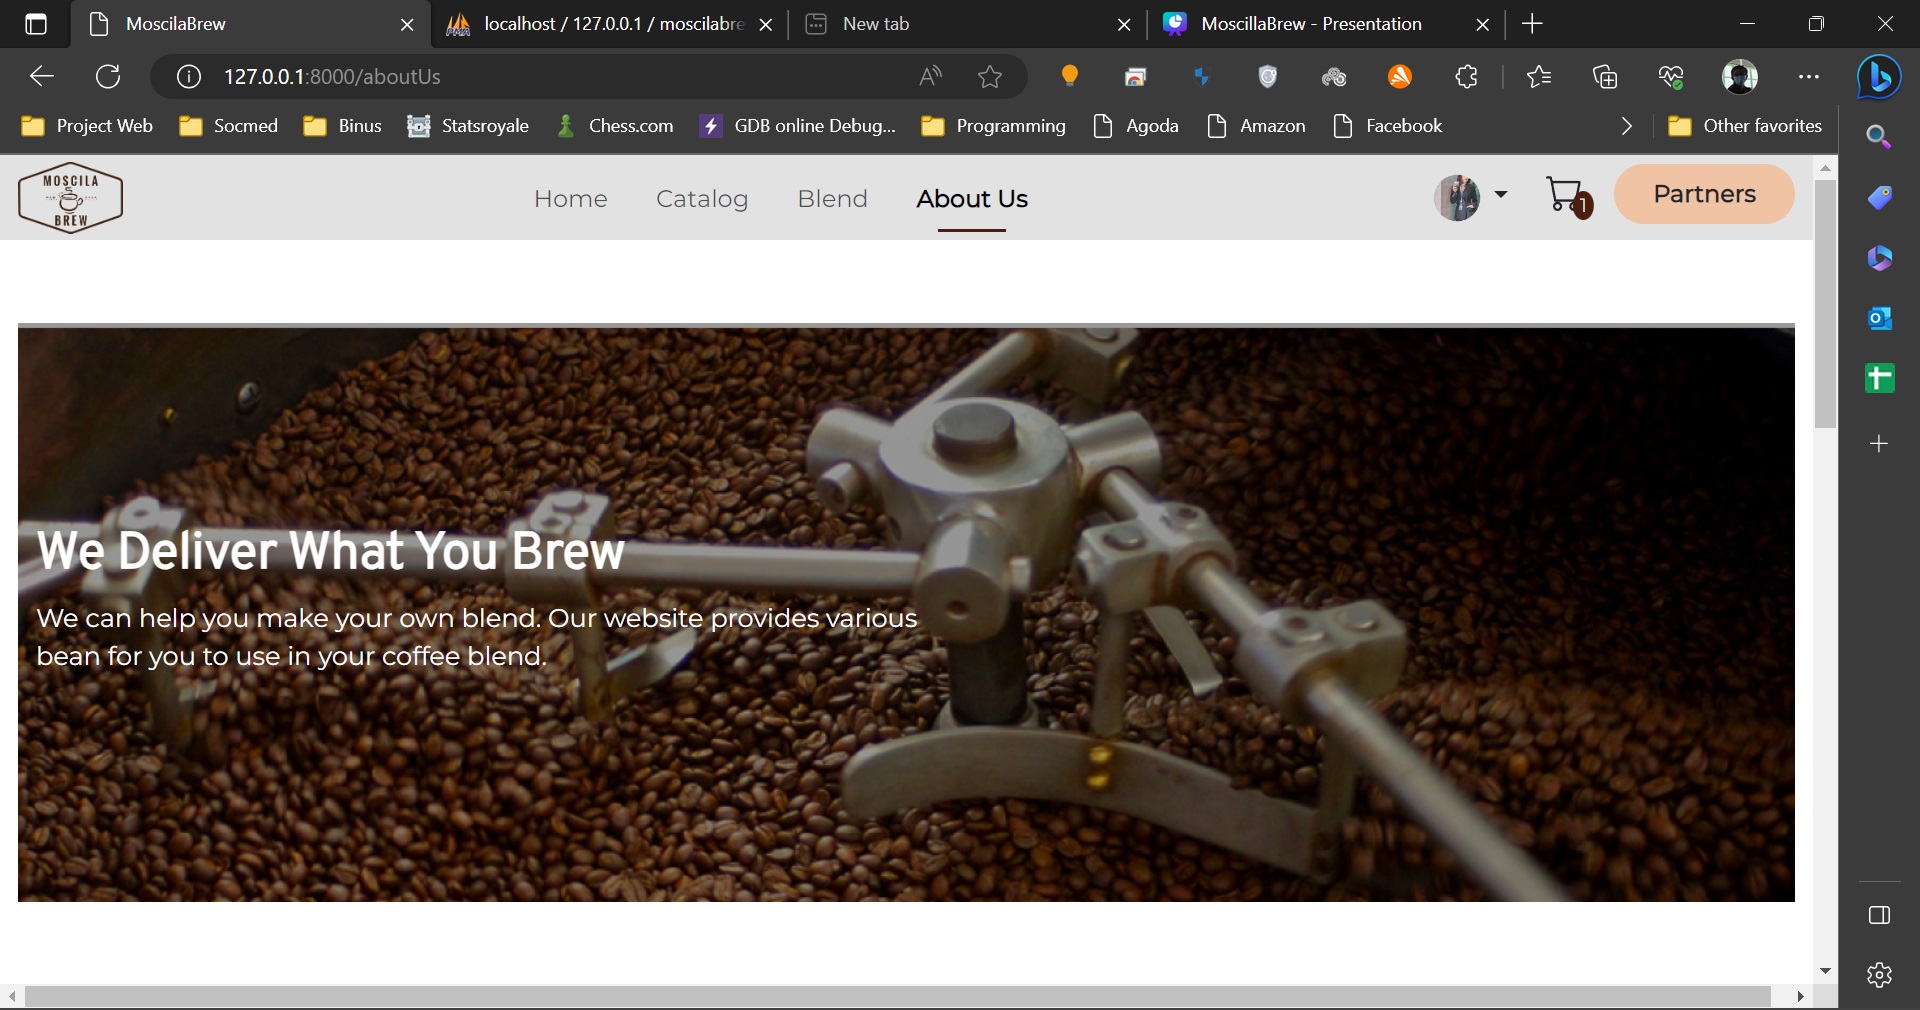 MoscilaBrew
localhost / 127.0.0.1 / moscilabre
New tab
MoscillaBrew - Presentation
127.0.0.1:8000/aboutUs
Project Web
Socmed
Binus
Statsroyale
Chess.com
GDB online Debug...
Programming
Agoda
Amazon
Facebook
Other favorites
MOSCILA
BREW
Home
Catalog
Blend
About Us
1
Partners
We Deliver What You Brew
We can help you make your own blend. Our website provides various
bean for you to use in your coffee blend.